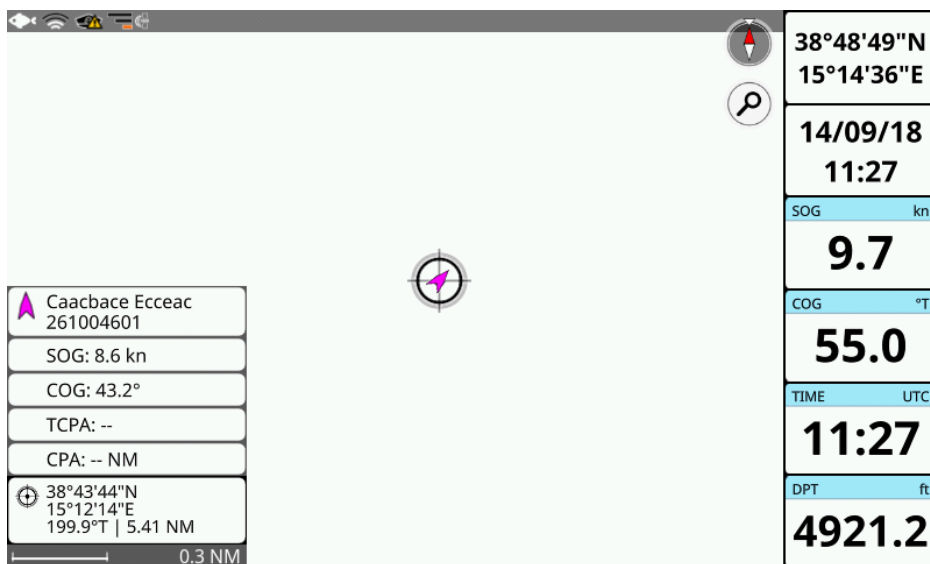 Caacbace Ecceac
261004601
SOG: 8.6 kn
COG: 43.2°
TCPA: --
CPA: -- NM
38°43'44"N
15°12'14"E
199.9°T | 5.41 NM
0.3 NM
38°48'49"N
15°14'36"E
14/09/18
11:27
SOG kn
9.7
COG °T
55.0
TIME UTC
11:27
DPT ft
4921.2